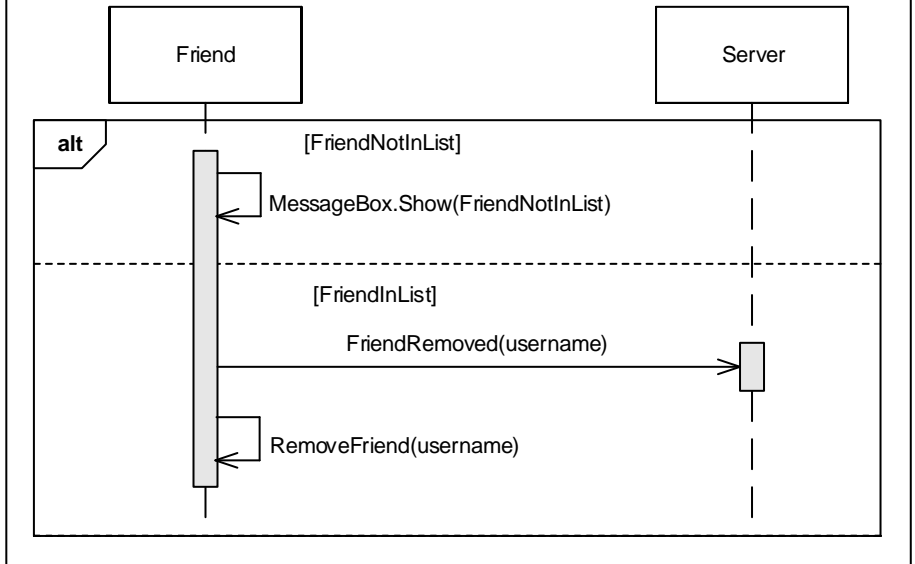 Friend
Server
alt
[FriendNotInList]
MessageBox.Show(FriendNotInList)
[FriendInList]
FriendRemoved(username)
RemoveFriend(username)